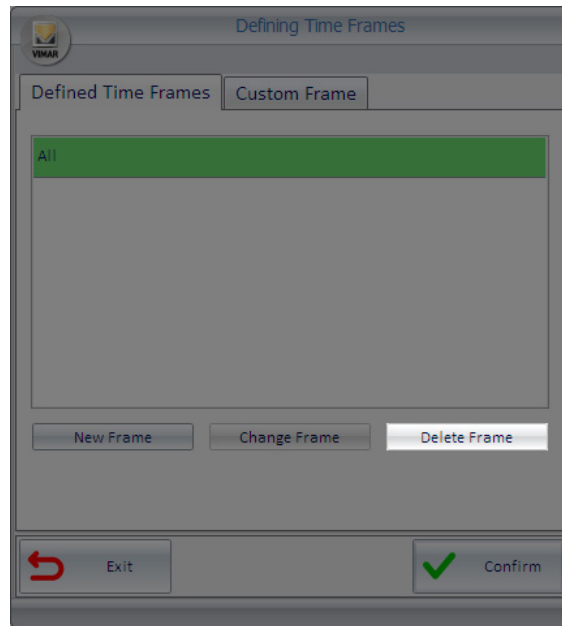 Defining Time Frames
VIMAR
Defined Time Frames Custom Frame
All
New Frame Change Frame Delete Frame
Exit Confirm